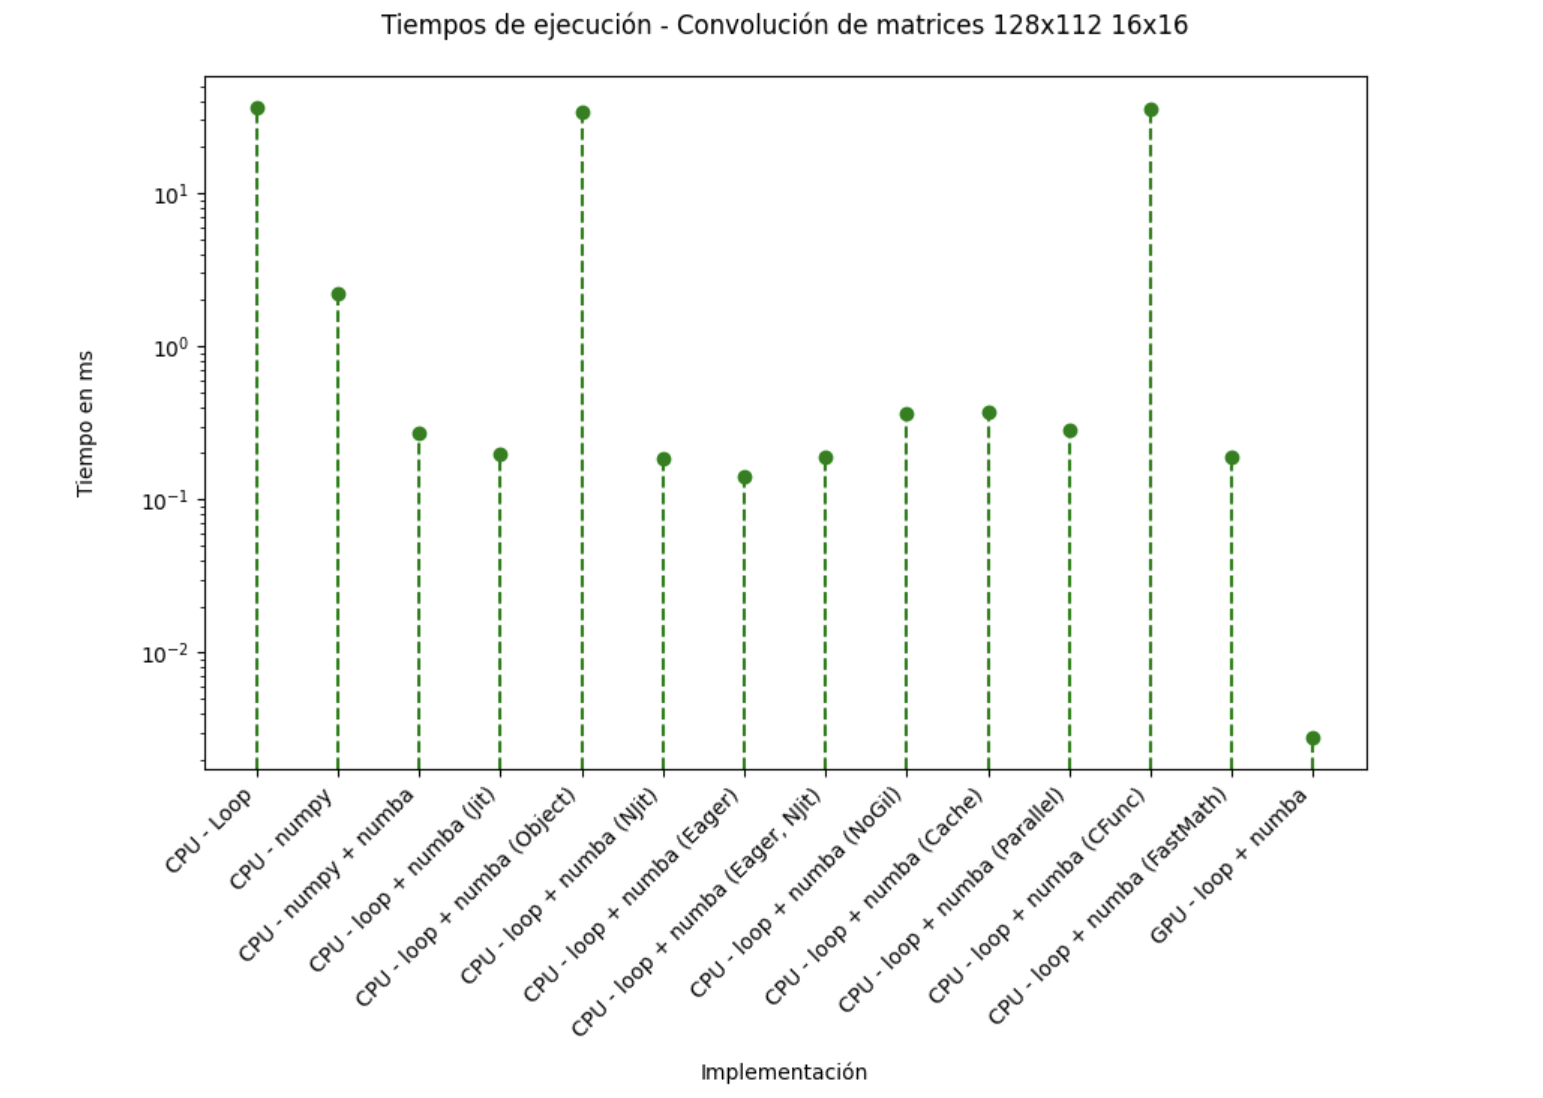 Tiempos de ejecución - Convolución de matrices 128x112 16x16
Tiempo en ms
10¹
10⁰
10⁻¹
10⁻²
CPU - Loop
CPU - numpy
CPU - numpy + numba
CPU - loop + numba (Jit)
CPU - loop + numba (Object)
CPU - loop + numba (Njit)
CPU - loop + numba (Eager)
CPU - loop + numba (Eager, Njit)
CPU - loop + numba (NoGil)
CPU - loop + numba (Cache)
CPU - loop + numba (Parallel)
CPU - loop + numba (CFunc)
CPU - loop + numba (FastMath)
GPU - loop + numba
Implementación